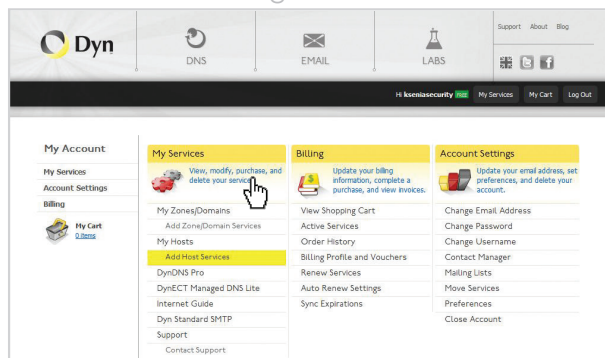 Dyn
DNS
EMAIL
LABS
Support About Blog
Hi kseniasecurity FREE My Services My Cart Log Out
My Account
My Services
Account Settings
Billing
My Cart
0 items
My Services
View, modify, purchase, and
delete your services
My Zones/Domains
Add Zone/Domain Services
My Hosts
Add Host Services
DynDNS Pro
DynECT Managed DNS Lite
Internet Guide
Dyn Standard SMTP
Support
Contact Support
Billing
Update your billing
information, complete a
purchase, and view invoices.
View Shopping Cart
Active Services
Order History
Billing Profile and Vouchers
Renew Services
Auto Renew Settings
Sync Expirations
Account Settings
Update your email address, set
preferences, and delete your
account.
Change Email Address
Change Password
Change Username
Contact Manager
Mailing Lists
Move Services
Preferences
Close Account